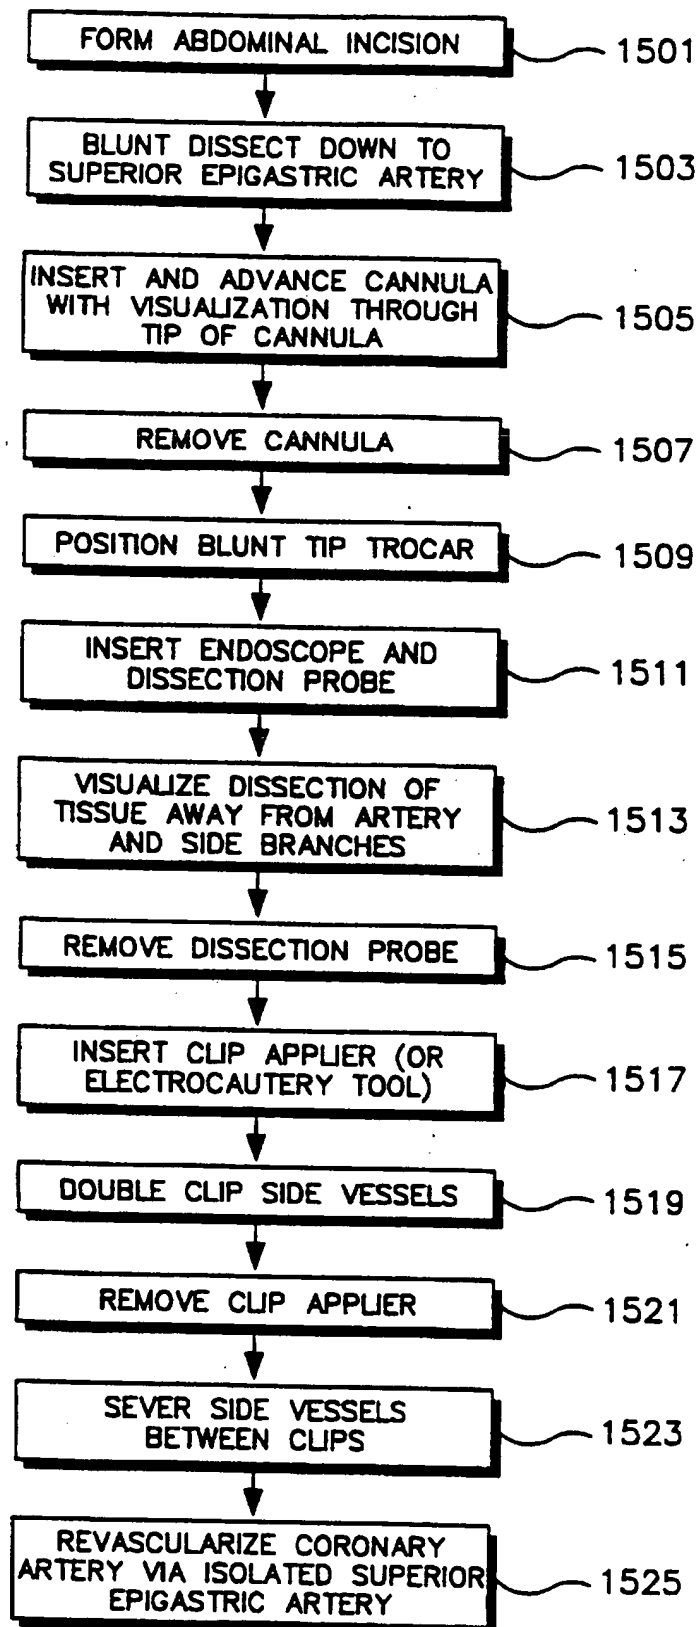 FORM ABDOMINAL INCISION
1501
BLUNT DISSECT DOWN TO
SUPERIOR EPIGASTRIC ARTERY
1503
INSERT AND ADVANCE CANNULA
WITH VISUALIZATION THROUGH
TIP OF CANNULA
1505
REMOVE CANNULA
1507
POSITION BLUNT TIP TROCAR
1509
INSERT ENDOSCOPE AND
DISSECTION PROBE
1511
VISUALIZE DISSECTION OF
TISSUE AWAY FROM ARTERY
AND SIDE BRANCHES
1513
REMOVE DISSECTION PROBE
1515
INSERT CLIP APPLIER (OR
ELECTROCAUTERY TOOL)
1517
DOUBLE CLIP SIDE VESSELS
1519
REMOVE CLIP APPLIER
1521
SEVER SIDE VESSELS
BETWEEN CLIPS
1523
REVASCULARIZE CORONARY
ARTERY VIA ISOLATED SUPERIOR
EPIGASTRIC ARTERY
1525